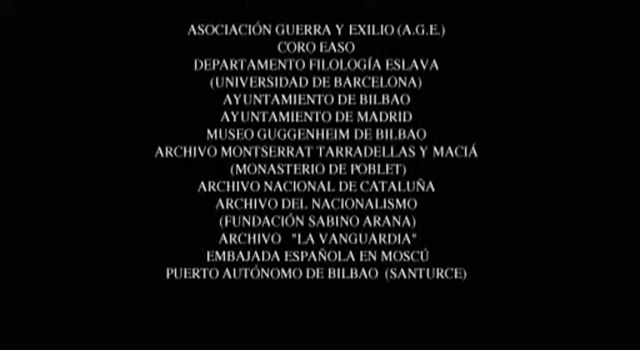 ASOCIACIÓN GUERRA Y EXILIO (A.G.E.)
CORO EASO
DEPARTAMENTO FILOLOGÍA ESLAVA
(UNIVERSIDAD DE BARCELONA)
AYUNTAMIENTO DE BILBAO
AYUNTAMIENTO DE MADRID
MUSEO GUGGENHEIM DE BILBAO
ARCHIVO MONTSERRAT TARRADELLAS Y MACIÁ
(MONASTERIO DE POBLET)
ARCHIVO NACIONAL DE CATALUÑA
ARCHIVO DEL NACIONALISMO
(FUNDACIÓN SABINO ARANA)
ARCHIVO "LA VANGUARDIA"
EMBAJADA ESPAÑOLA EN MOSCÚ
PUERTO AUTÓNOMO DE BILBAO (SANTURCE)